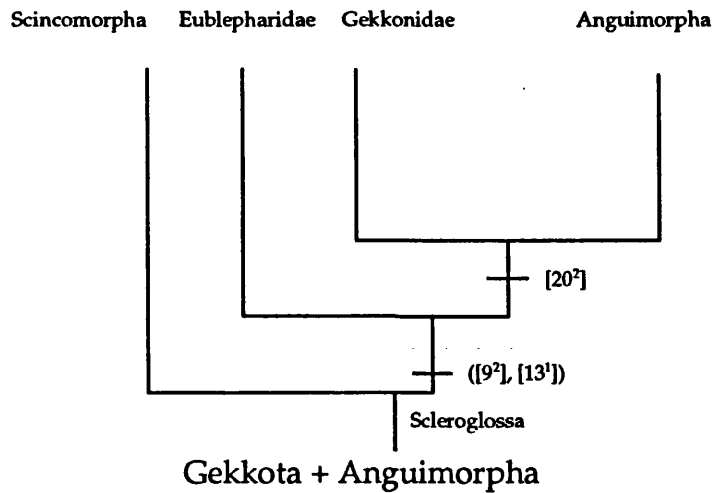 Scincomorpha Eublepharidae Gekkonidae Anguimorpha
[20²]
([9²], [13¹])
Scleroglossa
Gekkota + Anguimorpha